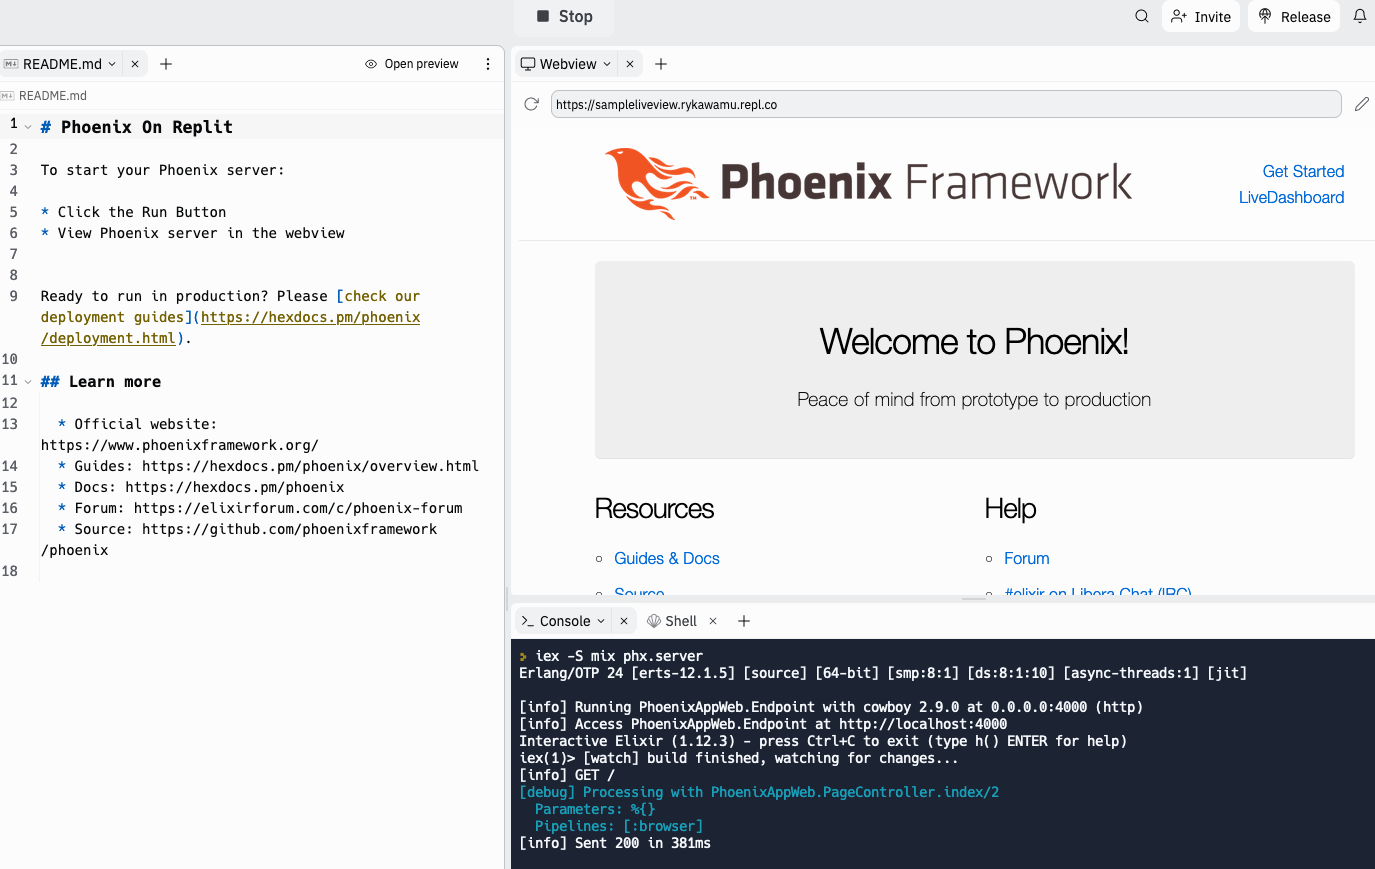 Stop
Invite
Release
README.md
Open preview
README.md
1 # Phoenix On Replit
2
3 To start your Phoenix server:
4
5 * Click the Run Button
6 * View Phoenix server in the webview
7
8
9 Ready to run in production? Please [check our
deployment guides](https://hexdocs.pm/phoenix
/deployment.html).
10
11 ## Learn more
12
13 * Official website:
https://www.phoenixframework.org/
14 * Guides: https://hexdocs.pm/phoenix/overview.html
15 * Docs: https://hexdocs.pm/phoenix
16 * Forum: https://elixirforum.com/c/phoenix-forum
17 * Source: https://github.com/phoenixframework
/phoenix
18
Webview
https://sampleliveview.rykawamu.repl.co
Phoenix Framework
TM
Get Started
LiveDashboard
Welcome to Phoenix!
Peace of mind from prototype to production
Resources
Guides & Docs
Source
Help
Forum
#elixir on Libera Chat (IRC)
>_ Console
Shell
iex -S mix phx.server
Erlang/OTP 24 [erts-12.1.5] [source] [64-bit] [smp:8:1] [ds:8:1:10] [async-threads:1] [jit]
[info] Running PhoenixAppWeb.Endpoint with cowboy 2.9.0 at 0.0.0.0:4000 (http)
[info] Access PhoenixAppWeb.Endpoint at http://localhost:4000
Interactive Elixir (1.12.3) - press Ctrl+C to exit (type h() ENTER for help)
iex(1)> [watch] build finished, watching for changes...
[info] GET /
[debug] Processing with PhoenixAppWeb.PageController.index/2
Parameters: %{}
Pipelines: [:browser]
[info] Sent 200 in 381ms